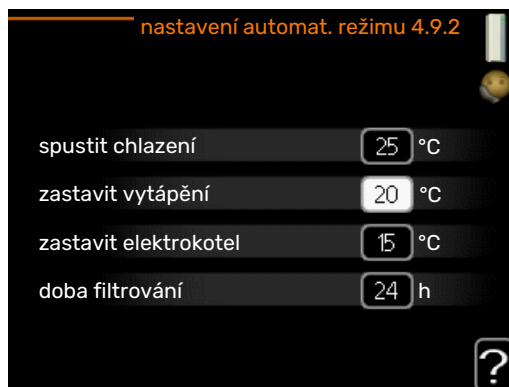 nastavení automat. režimu 4.9.2
spustit chlazení 25 °C
zastavit vytápění 20 °C
zastavit elektrokotel 15 °C
doba filtrování 24 h
?